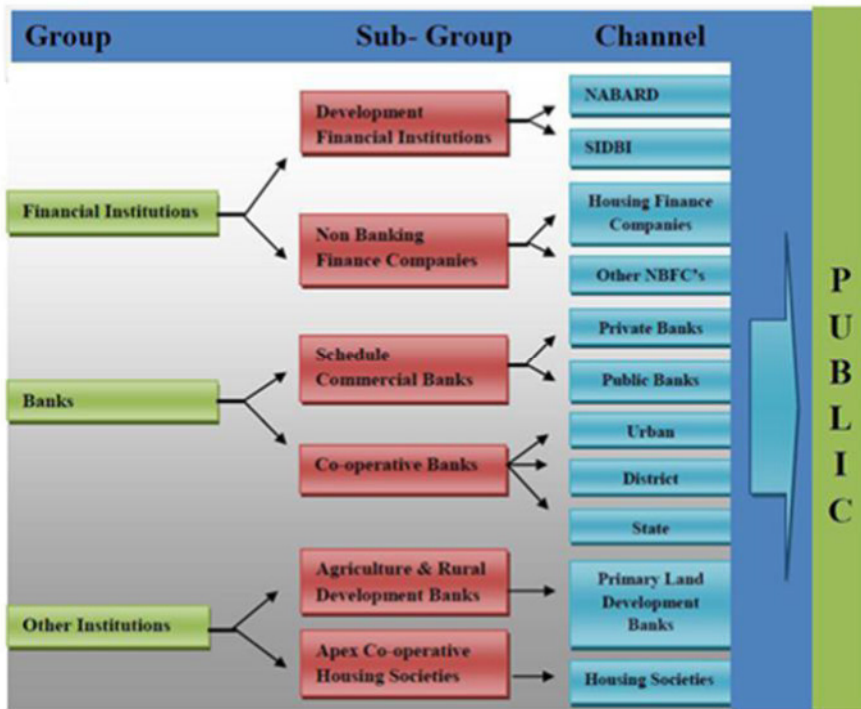 Group
Sub- Group
Channel
Financial Institutions
Development
Financial Institutions
NABARD
SIDBI
Non Banking
Finance Companies
Housing Finance
Companies
Other NBFC's
Banks
Schedule
Commercial Banks
Private Banks
Public Banks
Co-operative Banks
Urban
District
State
Other Institutions
Agriculture & Rural
Development Banks
Primary Land
Development
Banks
Apex Co-operative
Housing Societies
Housing Societies
P
U
B
L
I
C